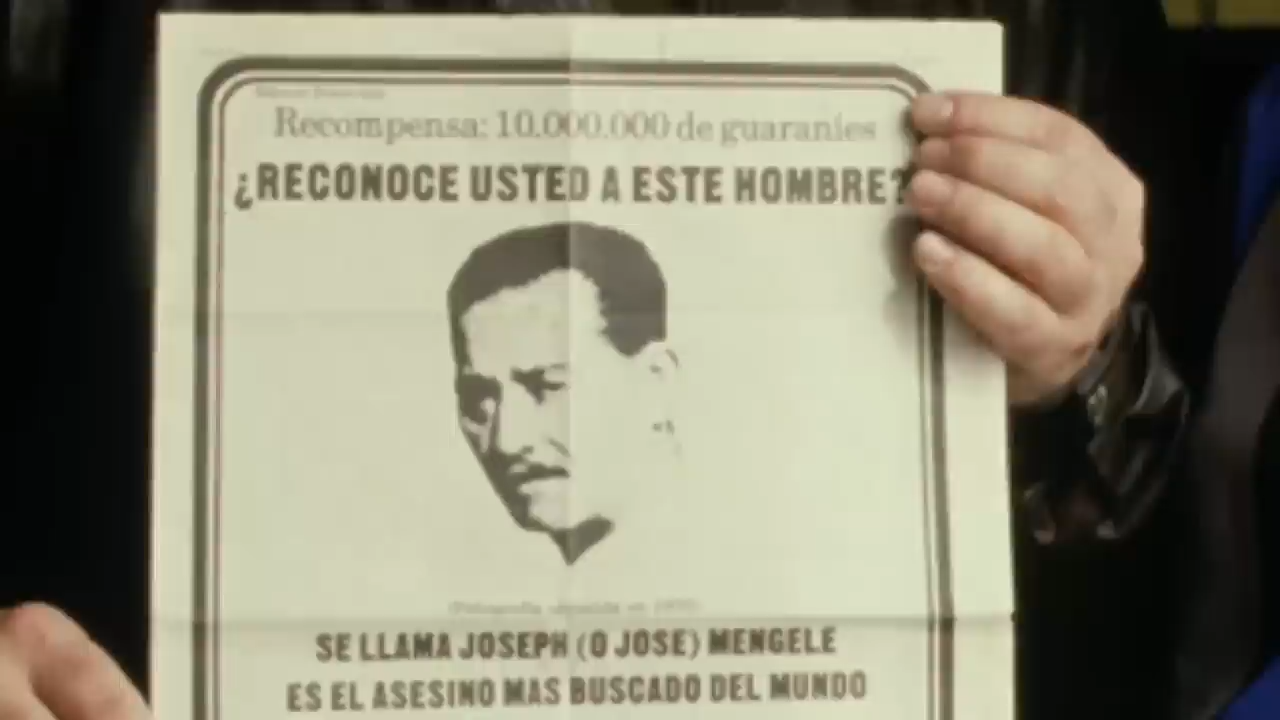 Recompensa: 10.000.000 de guaranies
¿RECONOCE USTED A ESTE HOMBRE?
SE LLAMA JOSEPH (O JOSE) MENGELE
ES EL ASESINO MAS BUSCADO DEL MUNDO